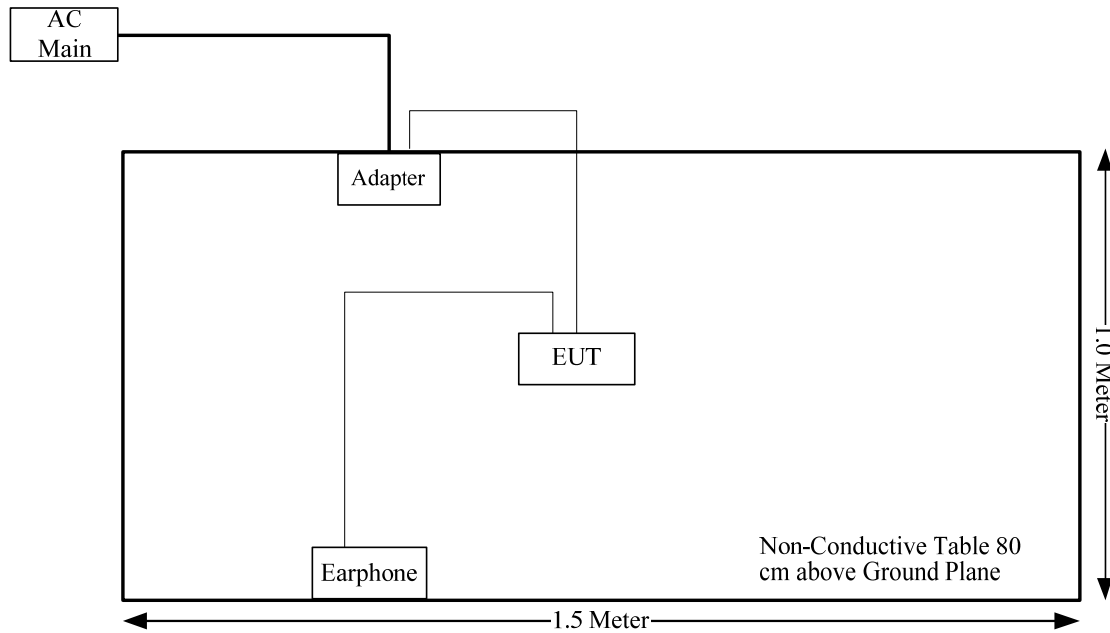 AC
Main
Adapter
EUT
1.0 Meter
Earphone
Non-Conductive Table 80
cm above Ground Plane
1.5 Meter